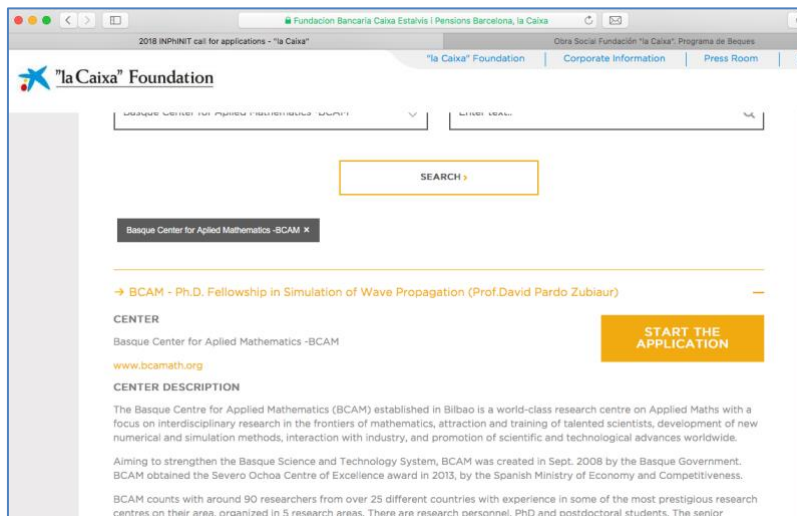 Fundacion Bancaria Caixa Estalvis i Pensions Barcelona, la Caixa
2018 INPhINIT call for applications - "la Caixa"
Obra Social Fundación "la Caixa". Programa de Beques
"la Caixa" Foundation
Corporate Information
Press Room
"la Caixa" Foundation
Basque Center for Aplied Mathematics -BCAM
Enter text...
SEARCH ›
Basque Center for Aplied Mathematics -BCAM ×
→ BCAM - Ph.D. Fellowship in Simulation of Wave Propagation (Prof.David Pardo Zubiaur) —
CENTER
START THE
APPLICATION
Basque Center for Aplied Mathematics -BCAM
www.bcamath.org
CENTER DESCRIPTION
The Basque Centre for Applied Mathematics (BCAM) established in Bilbao is a world-class research centre on Applied Maths with a
focus on interdisciplinary research in the frontiers of mathematics, attraction and training of talented scientists, development of new
numerical and simulation methods, interaction with industry, and promotion of scientific and technological advances worldwide.
Aiming to strengthen the Basque Science and Technology System, BCAM was created in Sept. 2008 by the Basque Government.
BCAM obtained the Severo Ochoa Centre of Excellence award in 2013, by the Spanish Ministry of Economy and Competitiveness.
BCAM counts with around 90 researchers from over 25 different countries with experience in some of the most prestigious research
centres on their area, organized in 5 research areas. There are research personnel, PhD and postdoctoral students. The senior